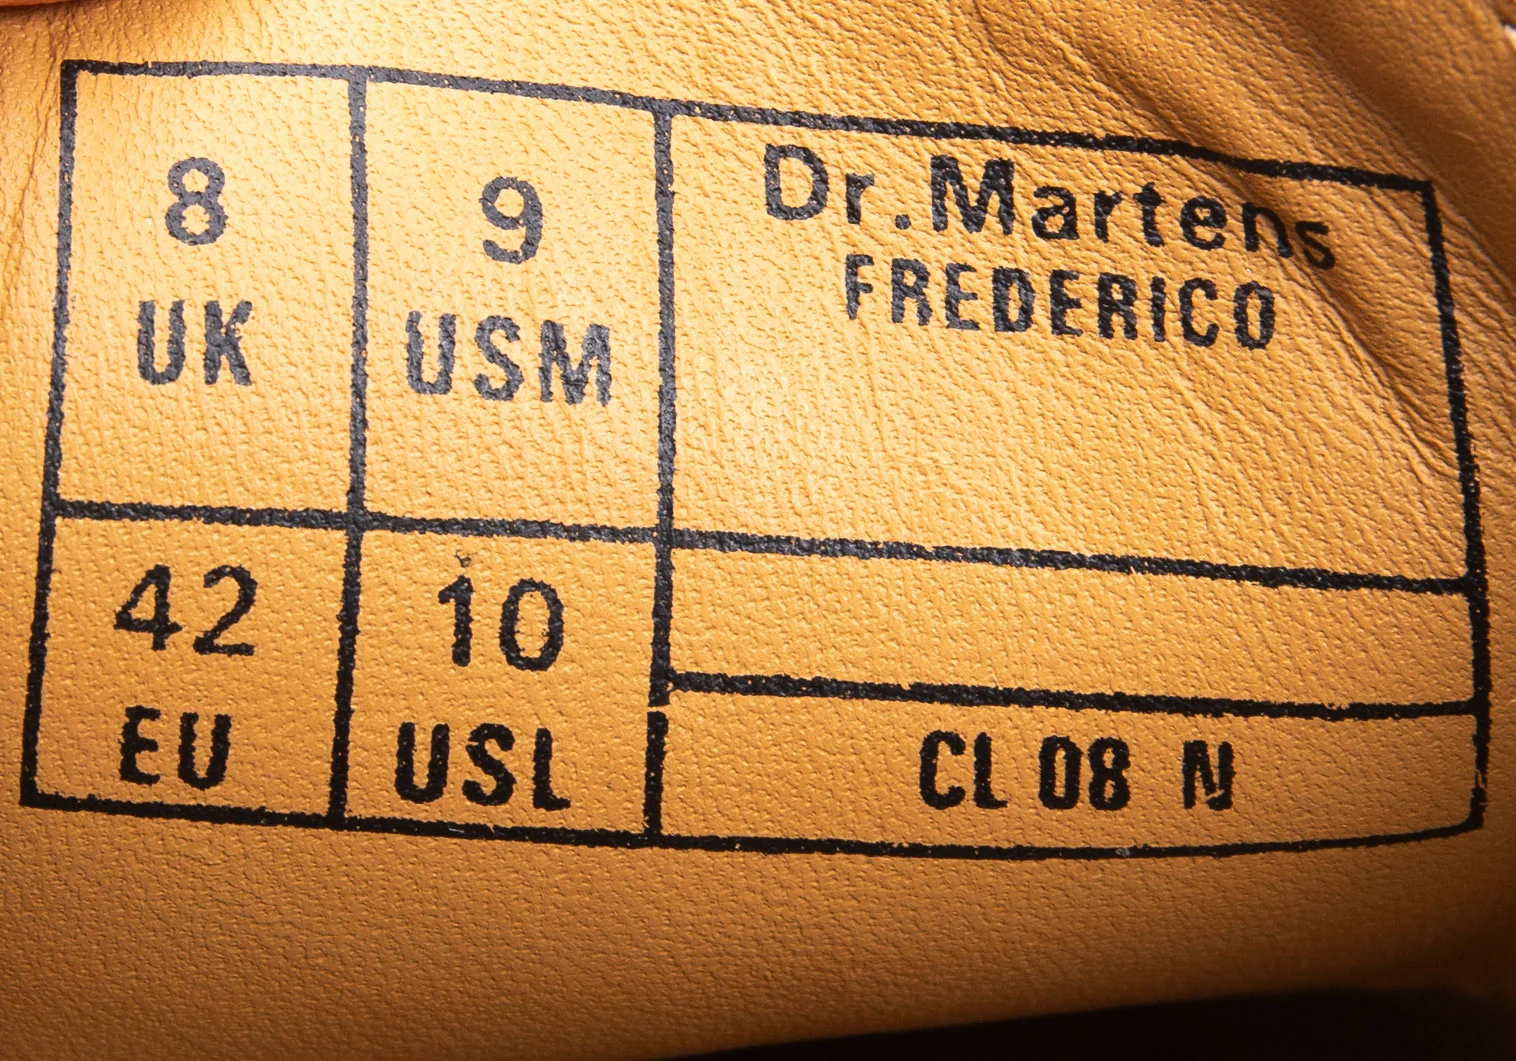 8
UK
9
USM
Dr.Martens
FREDERICO
42
EU
10
USL
CL 08 N